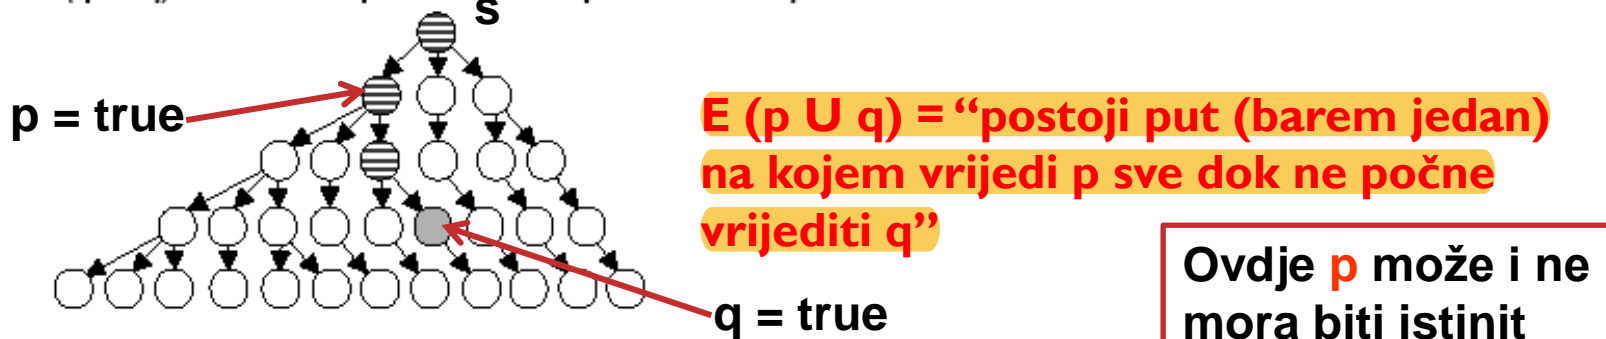 s
p = true
E (p U q) = “postoji put (barem jedan)
na kojem vrijedi p sve dok ne počne
vrijediti q”
Ovdje p može i ne
mora biti istinit
q = true